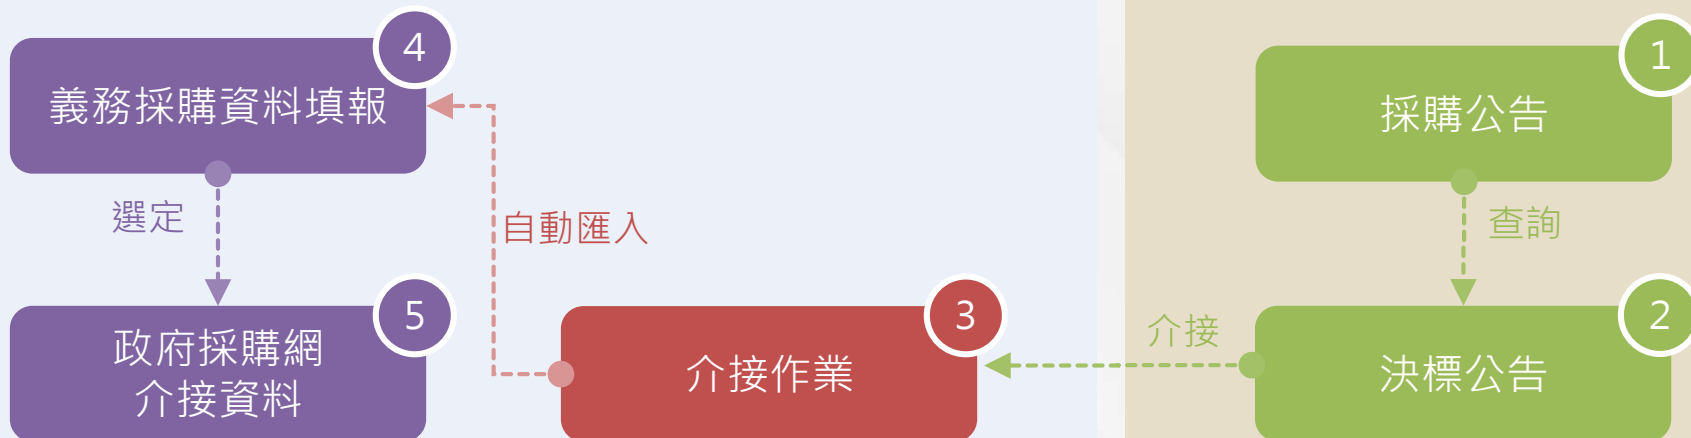 4
義務採購資料填報
選定
5
政府採購網
介接資料
自動匯入
3
介接作業
介接
1
採購公告
查詢
2
決標公告